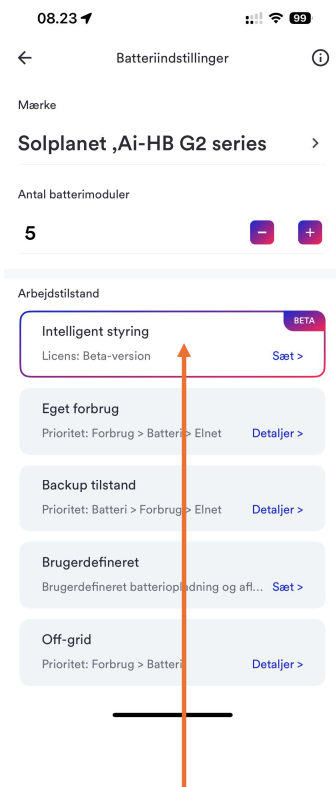 08.23
99
Batteriindstillinger
Mærke
Solplanet ,Ai-HB G2 series
Antal batterimoduler
5
Arbejdstilstand
BETA
Intelligent styring
Licens: Beta-version Sæt >
Eget forbrug
Prioritet: Forbrug > Batteri > Elnet Detaljer >
Backup tilstand
Prioritet: Batteri > Forbrug > Elnet Detaljer >
Brugerdefineret
Brugerdefineret batteriopladning og afl... Sæt >
Off-grid
Prioritet: Forbrug > Batteri Detaljer >